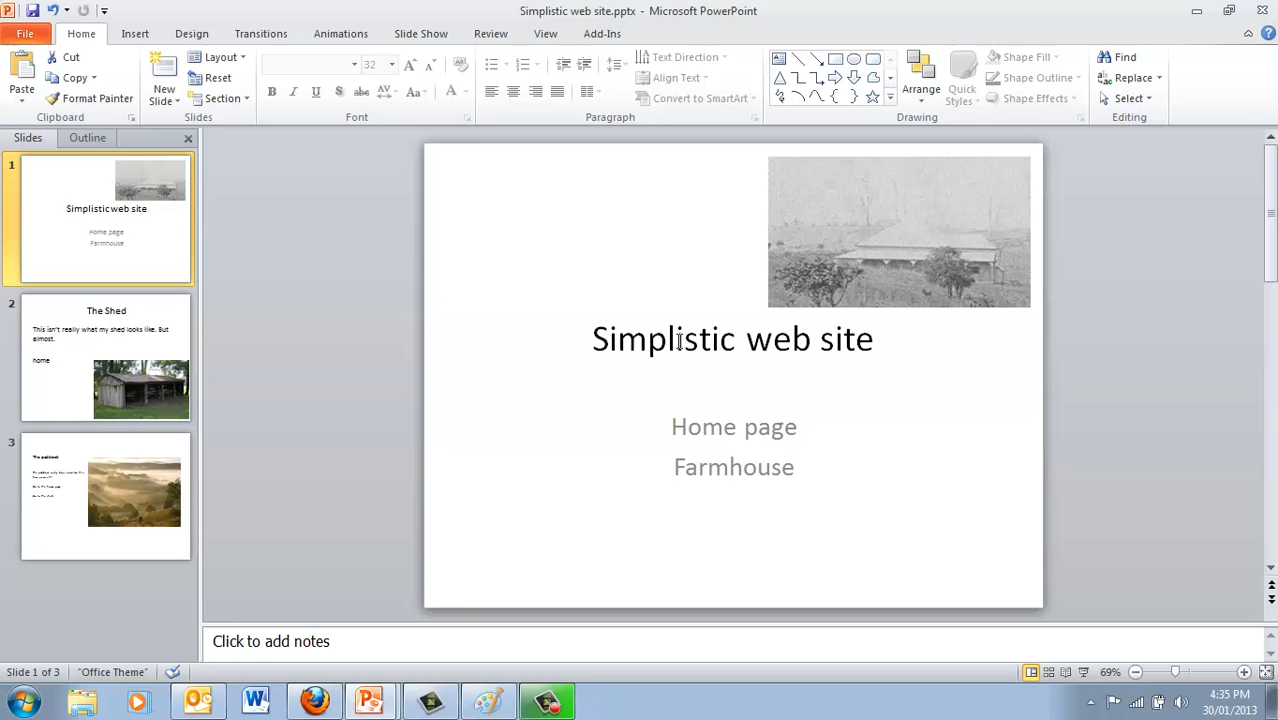 Simplistic web site.pptx - Microsoft PowerPoint
File Home Insert Design Transitions Animations Slide Show Review View Add-Ins
Paste
Cut
Copy
Format Painter
Clipboard
New
Slide
Layout
Reset
Section
Slides
32
Font
Text Direction
Align Text
Convert to SmartArt
Paragraph
Arrange
Quick
Styles
Shape Fill
Shape Outline
Shape Effects
Drawing
Find
Replace
Select
Editing
Slides Outline
1
Simplistic web site
Home page
Farmhouse
2
The Shed
This isn't really what my shed looks like. But
almost.
home
3
The paddock
Simplistic web site
Home page
Farmhouse
Click to add notes
Slide 1 of 3 "Office Theme" 69%
4:35 PM
30/01/2013